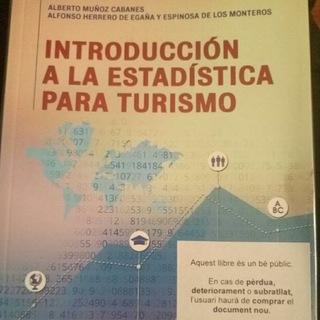 ALBERTO MUÑOZ CABANES
ALFONSO HERRERO DE EGAÑA Y ESPINOSA DE LOS MONTEROS
INTRODUCCIÓN
A LA ESTADÍSTICA
PARA TURISMO
A
BC
Aquest llibre és un bé públic.
En cas de pèrdua,
deteriorament o subratllat,
l'usuari haurà de comprar el
document nou.